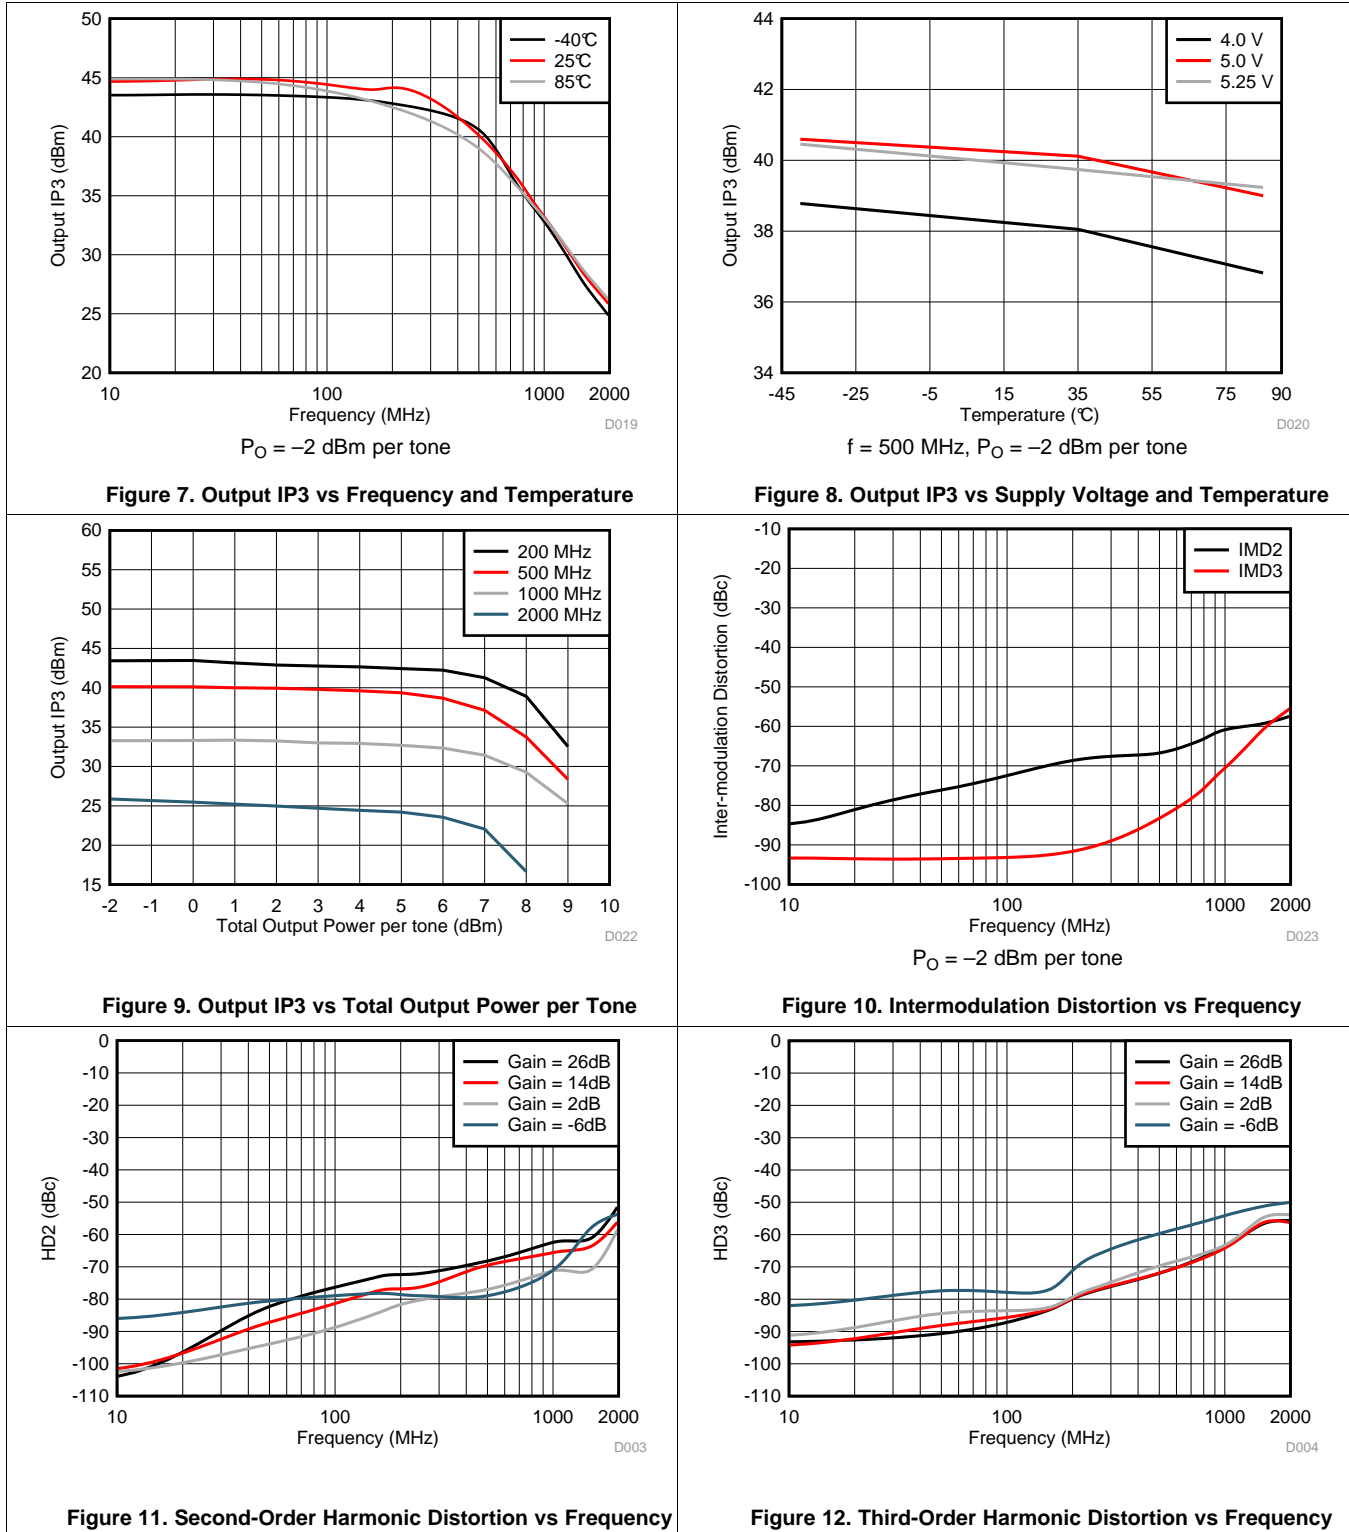 50
45
40
35
30
25
20
Output IP3 (dBm)
-40°C
25°C
85°C
10 100 1000 2000
Frequency (MHz)
D019
P_O = –2 dBm per tone
Figure 7. Output IP3 vs Frequency and Temperature
44
42
40
38
36
34
Output IP3 (dBm)
4.0 V
5.0 V
5.25 V
-45 -25 -5 15 35 55 75 90
Temperature (°C)
D020
f = 500 MHz, P_O = –2 dBm per tone
Figure 8. Output IP3 vs Supply Voltage and Temperature
60
55
50
45
40
35
30
25
20
15
Output IP3 (dBm)
200 MHz
500 MHz
1000 MHz
2000 MHz
-2 -1 0 1 2 3 4 5 6 7 8 9 10
Total Output Power per tone (dBm)
D022
Figure 9. Output IP3 vs Total Output Power per Tone
-10
-20
-30
-40
-50
-60
-70
-80
-90
-100
Inter-modulation Distortion (dBc)
IMD2
IMD3
10 100 1000 2000
Frequency (MHz)
D023
P_O = –2 dBm per tone
Figure 10. Intermodulation Distortion vs Frequency
0
-10
-20
-30
-40
-50
-60
-70
-80
-90
-100
-110
HD2 (dBc)
Gain = 26dB
Gain = 14dB
Gain = 2dB
Gain = -6dB
10 100 1000 2000
Frequency (MHz)
D003
Figure 11. Second-Order Harmonic Distortion vs Frequency
0
-10
-20
-30
-40
-50
-60
-70
-80
-90
-100
-110
HD3 (dBc)
Gain = 26dB
Gain = 14dB
Gain = 2dB
Gain = -6dB
10 100 1000 2000
Frequency (MHz)
D004
Figure 12. Third-Order Harmonic Distortion vs Frequency